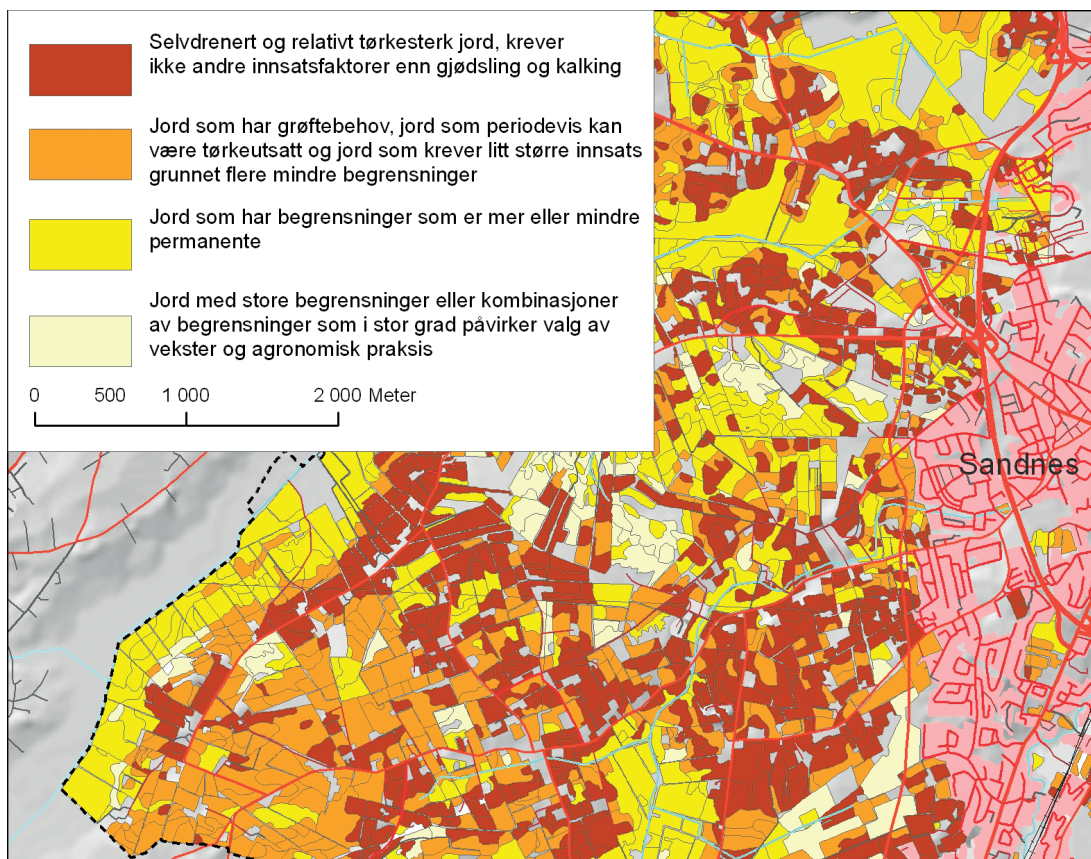 Selvdrenert og relativt tørkesterk jord, krever
ikke andre innsatsfaktorer enn gjødsling og kalking
Jord som har grøftebehov, jord som periodevis kan
være tørkeutsatt og jord som krever litt større innsats
grunnet flere mindre begrensninger
Jord som har begrensninger som er mer eller mindre
permanente
Jord med store begrensninger eller kombinasjoner
av begrensninger som i stor grad påvirker valg av
vekster og agronomisk praksis
0 500 1 000 2 000 Meter
Sandnes